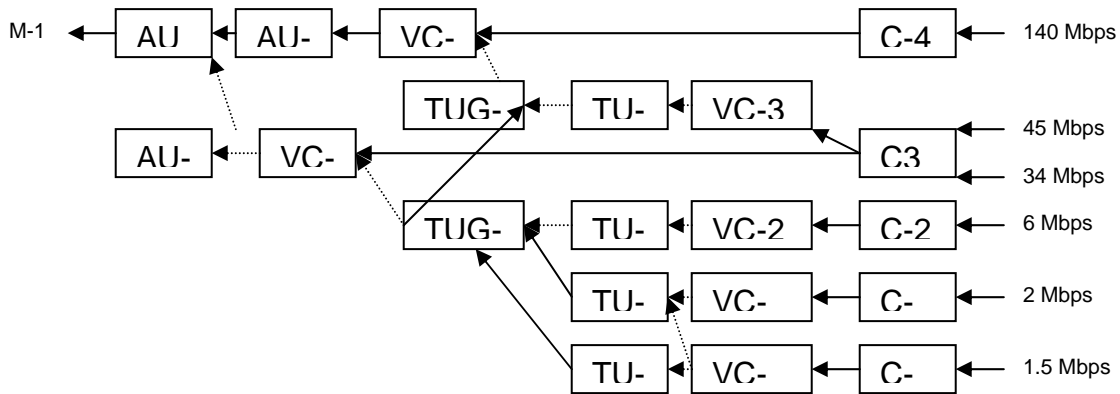 M-1 AU AU- VC- C-4 140 Mbps
TUG- TU- VC-3
45 Mbps
AU- VC- C3
34 Mbps
TUG- TU- VC-2 C-2 6 Mbps
TU- VC- C- 2 Mbps
TU- VC- C- 1.5 Mbps